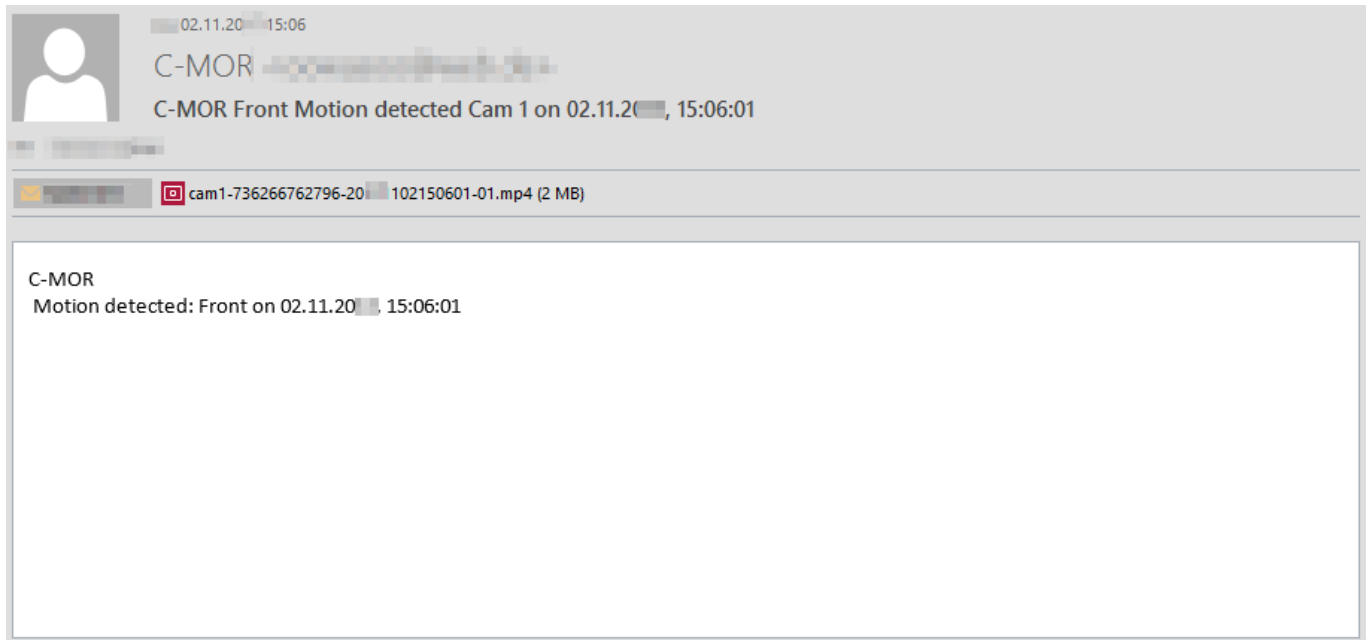 02.11.20 15:06
C-MOR
C-MOR Front Motion detected Cam 1 on 02.11.2 , 15:06:01
cam1-736266762796-20 102150601-01.mp4 (2 MB)
C-MOR
Motion detected: Front on 02.11.20 , 15:06:01